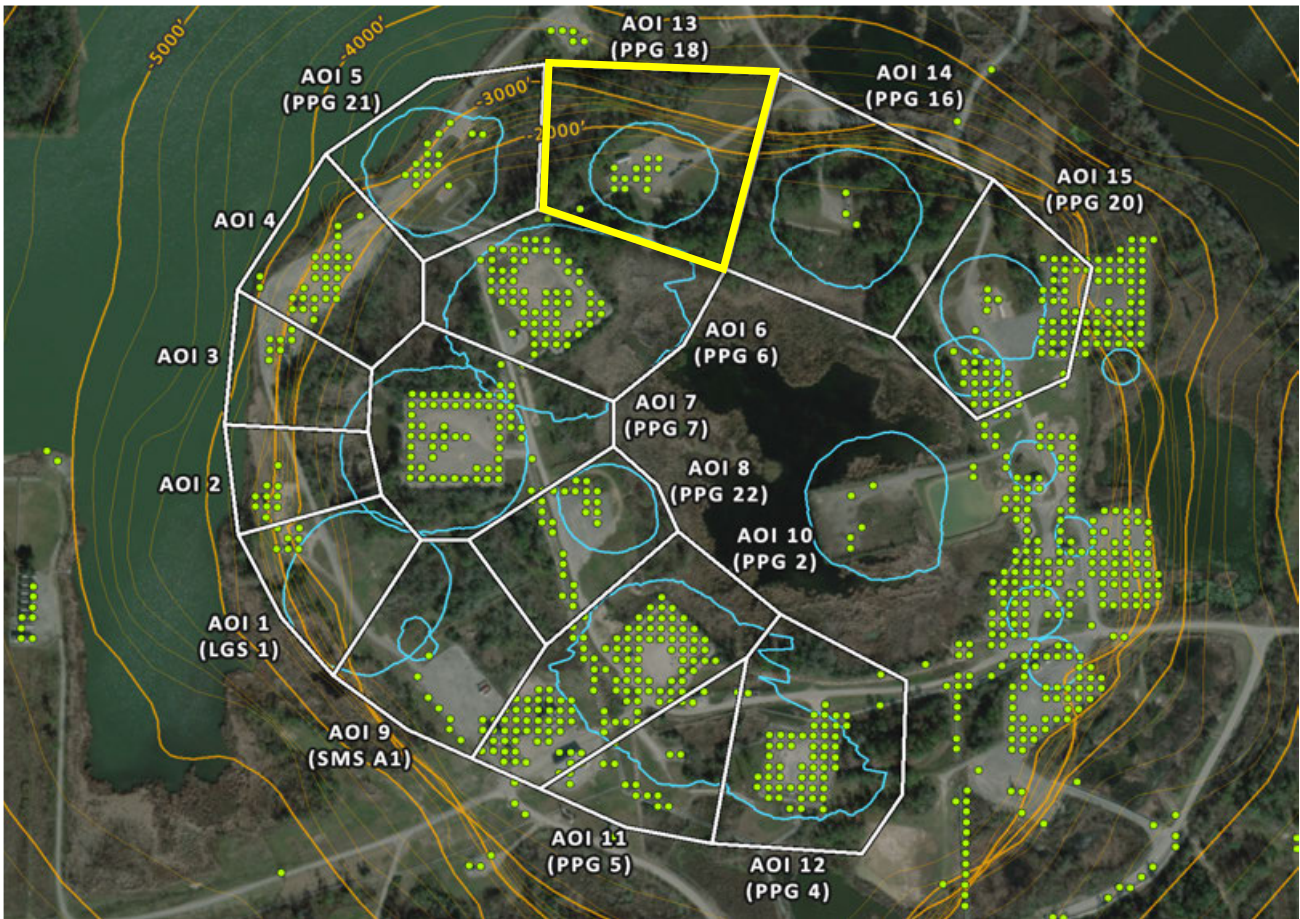 -5000'
-4000'
-3000'
-2000'
AOI 13
(PPG 18)
AOI 5
(PPG 21)
AOI 14
(PPG 16)
AOI 15
(PPG 20)
AOI 4
AOI 3
AOI 6
(PPG 6)
AOI 7
(PPG 7)
AOI 2
AOI 8
(PPG 22)
AOI 10
(PPG 2)
AOI 1
(LGS 1)
AOI 9
(SMS A1)
AOI 11
(PPG 5)
AOI 12
(PPG 4)